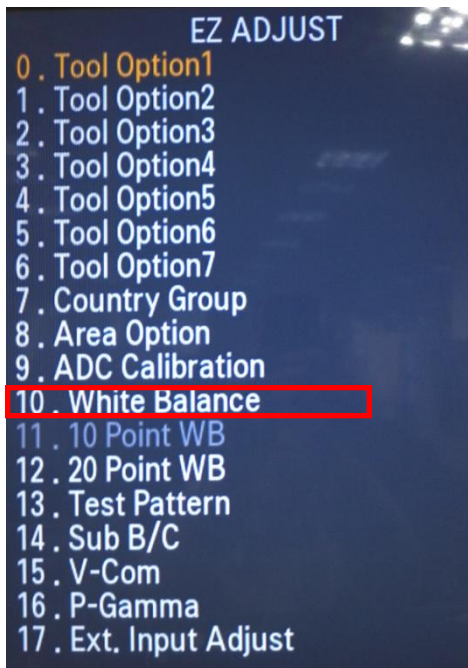 EZ ADJUST
0 . Tool Option1
1 . Tool Option2
2 . Tool Option3
3 . Tool Option4
4 . Tool Option5
5 . Tool Option6
6 . Tool Option7
7 . Country Group
8 . Area Option
9 . ADC Calibration
10 . White Balance
11 . 10 Point WB
12 . 20 Point WB
13 . Test Pattern
14 . Sub B/C
15 . V-Com
16 . P-Gamma
17 . Ext. Input Adjust